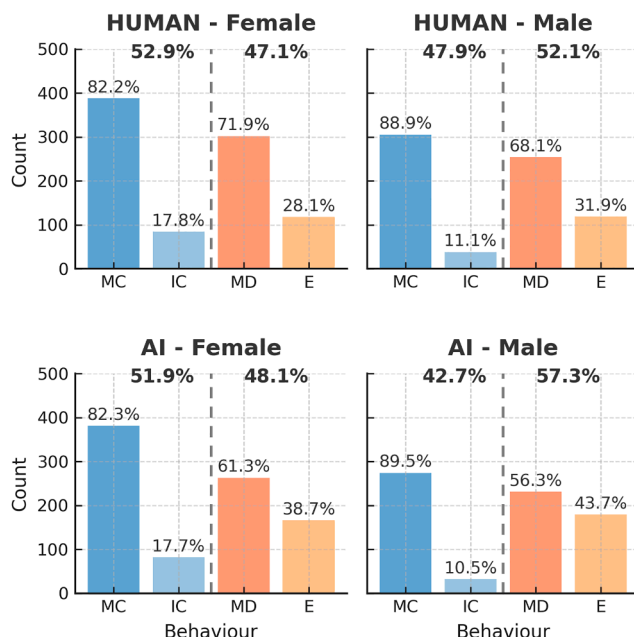 HUMAN - Female
HUMAN - Male
52.9% 47.1%
47.9% 52.1%
500
400
300
200
100
0
Count
82.2%
17.8%
71.9%
28.1%
88.9%
11.1%
68.1%
31.9%
MC IC MD E
MC IC MD E
AI - Female
AI - Male
51.9% 48.1%
42.7% 57.3%
500
400
300
200
100
0
Count
82.3%
17.7%
61.3%
38.7%
89.5%
10.5%
56.3%
43.7%
MC IC MD E
MC IC MD E
Behaviour
Behaviour